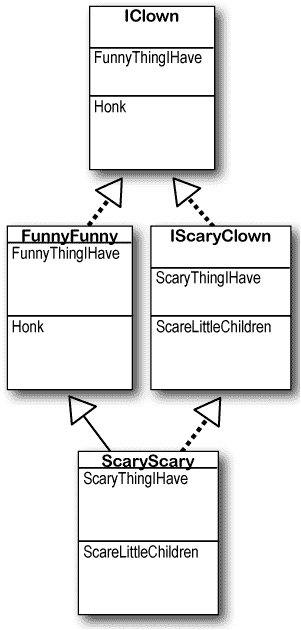 IClown
FunnyThingIHave
Honk
FunnyFunny
FunnyThingIHave
Honk
IScaryClown
ScaryThingIHave
ScareLittleChildren
ScaryScary
ScaryThingIHave
ScareLittleChildren